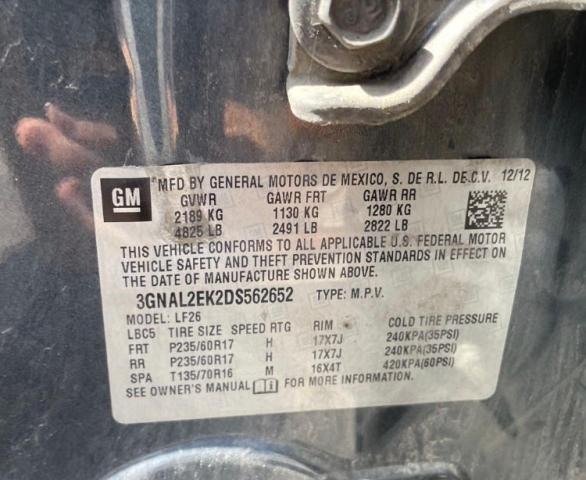 GM MFD BY GENERAL MOTORS DE MEXICO, S. DE R.L. DE.C.V. 12/12
GVWR GAWR FRT GAWR RR
2189 KG 1130 KG 1280 KG
4825 LB 2491 LB 2822 LB
THIS VEHICLE CONFORMS TO ALL APPLICABLE U.S. FEDERAL MOTOR
VEHICLE SAFETY AND THEFT PREVENTION STANDARDS IN EFFECT ON
THE DATE OF MANUFACTURE SHOWN ABOVE.
3GNAL2EK2DS562652 TYPE: M.P.V.
MODEL: LF26
LBC5 TIRE SIZE SPEED RTG RIM COLD TIRE PRESSURE
FRT P235/60R17 H 17X7J 240KPA(35PSI)
RR P235/60R17 H 17X7J 240KPA(35PSI)
SPA T135/70R16 M 16X4T 420KPA(60PSI)
SEE OWNER'S MANUAL FOR MORE INFORMATION.